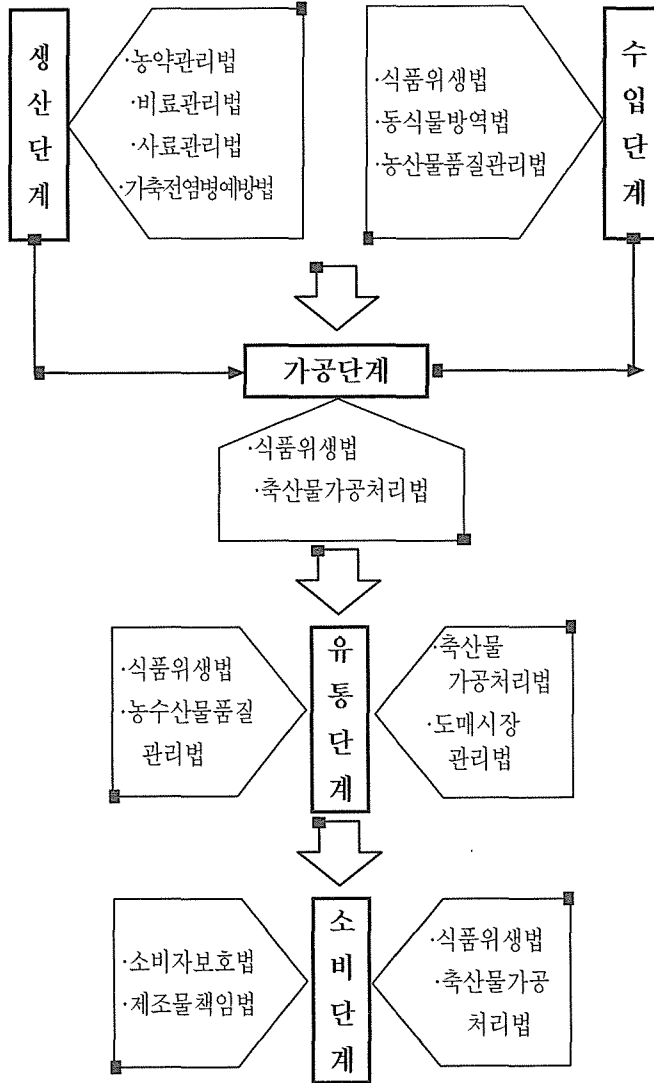 생산단계
·농약관리법
·비료관리법
·사료관리법
·가축전염병예방법
·식품위생법
·동식물방역법
·농산물품질관리법
수입단계
가공단계
·식품위생법
·축산물가공처리법
·식품위생법
·농수산물품질
관리법
유통단계
·축산물
가공처리법
·도매시장
관리법
·소비자보호법
·제조물책임법
소비단계
·식품위생법
·축산물가공
처리법